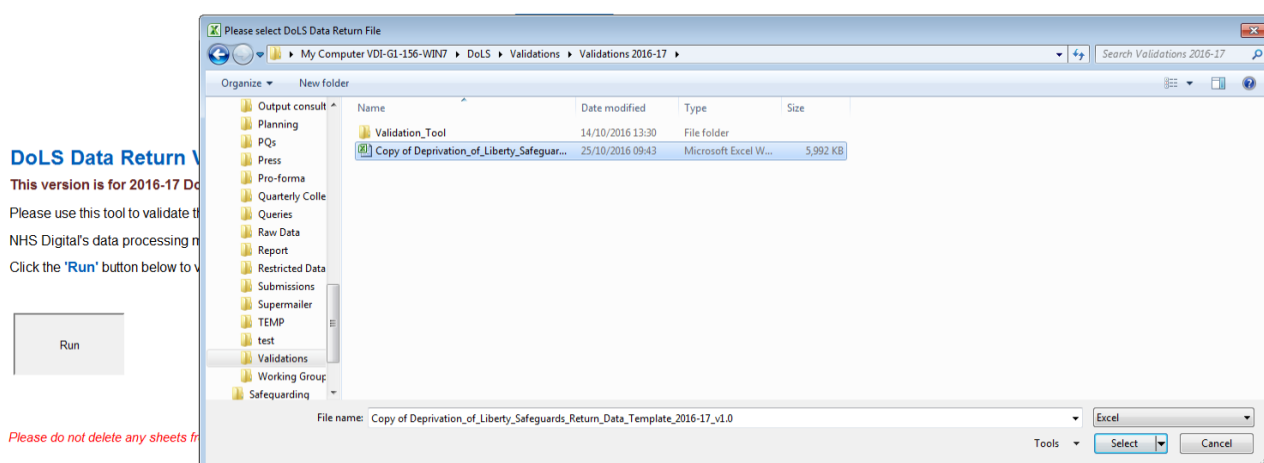 Please select DoLS Data Return File
My Computer VDI-G1-156-WIN7 DoLS Validations Validations 2016-17
Search Validations 2016-17
Organize New folder
Name Date modified Type Size
Output consult
Planning
PQs
Press
Pro-forma
Quarterly Colle
Queries
Raw Data
Report
Restricted Data
Submissions
Supermailer
TEMP
test
Validations
Working Group
Safeguarding
Validation_Tool 14/10/2016 13:30 File folder
Copy of Deprivation_of_Liberty_Safeguar... 25/10/2016 09:43 Microsoft Excel W... 5,992 KB
DoLS Data Return V
This version is for 2016-17 Do
Please use this tool to validate th
NHS Digital's data processing m
Click the 'Run' button below to v
Run
Please do not delete any sheets fr
File name: Copy of Deprivation_of_Liberty_Safeguards_Return_Data_Template_2016-17_v1.0
Excel
Tools Select Cancel